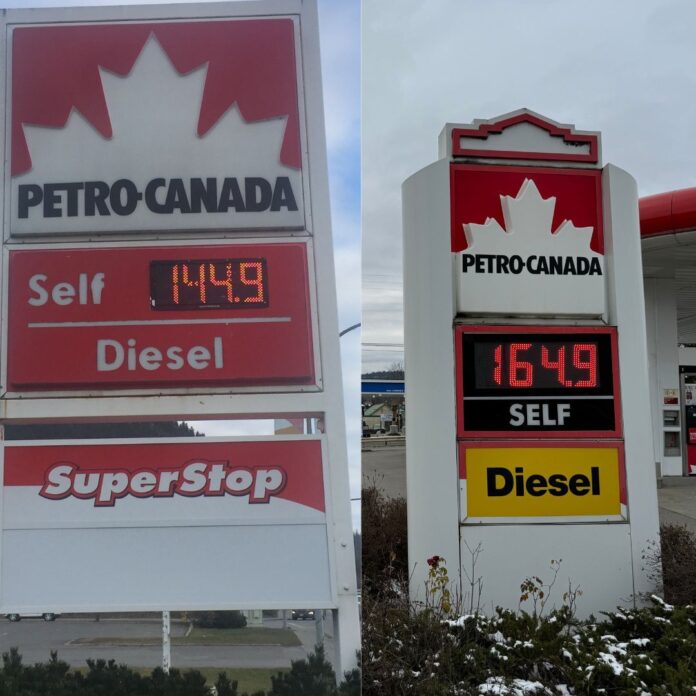 PETRO-CANADA
Self 144.9
Diesel
SuperStop
PETRO-CANADA
164.9
SELF
Diesel